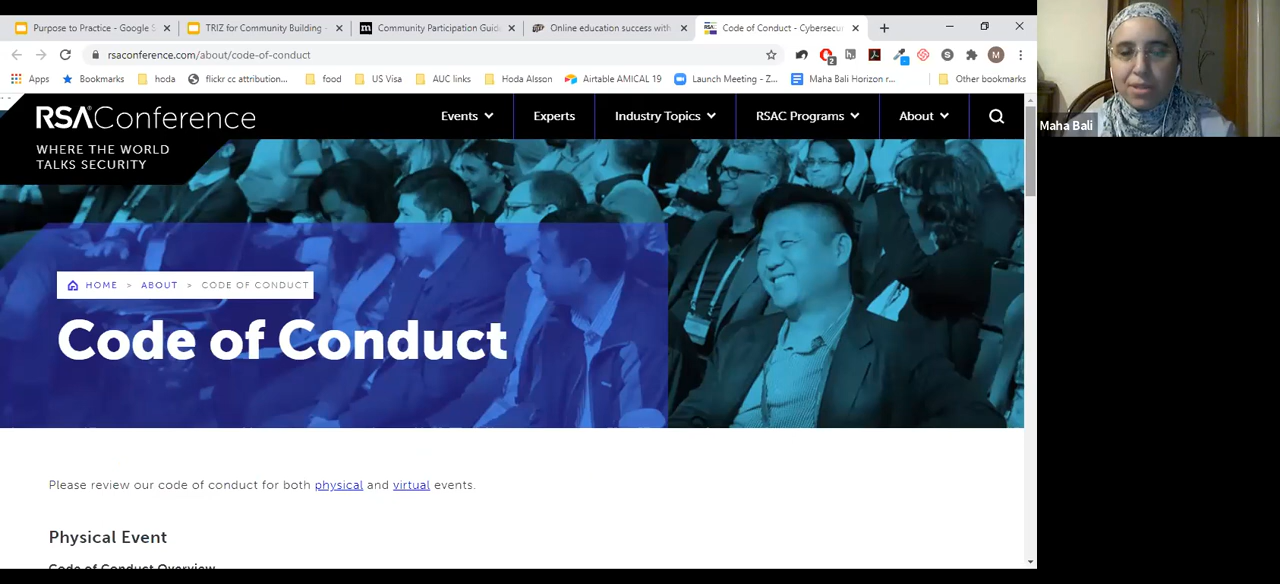 Purpose to Practice - Google S
TRIZ for Community Building -
Community Participation Guid
Online education success with
Code of Conduct - Cybersecu
rsaconference.com/about/code-of-conduct
Apps
Bookmarks
hoda
flickr cc attribution...
food
US Visa
AUC links
Hoda Alsson
Airtable AMICAL 19
Launch Meeting - Z...
Maha Bali Horizon r...
Other bookmarks
RSAConference
WHERE THE WORLD
TALKS SECURITY
Events
Experts
Industry Topics
RSAC Programs
About
HOME > ABOUT > CODE OF CONDUCT
Code of Conduct
Please review our code of conduct for both physical and virtual events.
Physical Event
Code of Conduct Overview
Maha Bali